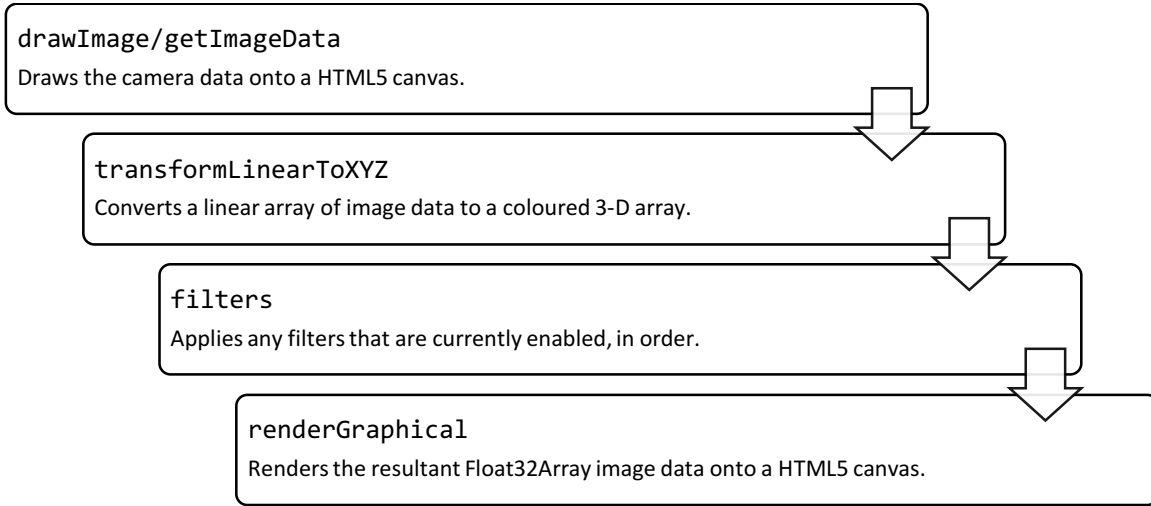 drawImage/getImageData
Draws the camera data onto a HTML5 canvas.
transformLinearToXYZ
Converts a linear array of image data to a coloured 3-D array.
filters
Applies any filters that are currently enabled, in order.
renderGraphical
Renders the resultant Float32Array image data onto a HTML5 canvas.